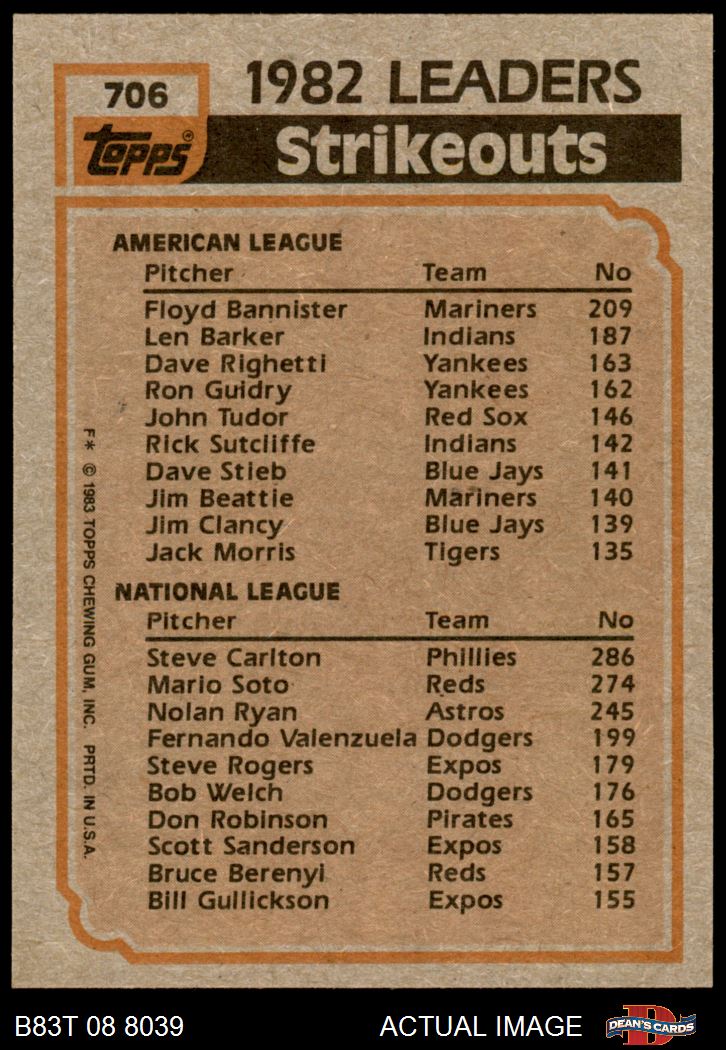 706
1982 LEADERS
Topps®
Strikeouts
AMERICAN LEAGUE
Pitcher Team No
Floyd Bannister Mariners 209
Len Barker Indians 187
Dave Righetti Yankees 163
Ron Guidry Yankees 162
John Tudor Red Sox 146
Rick Sutcliffe Indians 142
Dave Stieb Blue Jays 141
Jim Beattie Mariners 140
Jim Clancy Blue Jays 139
Jack Morris Tigers 135
NATIONAL LEAGUE
Pitcher Team No
Steve Carlton Phillies 286
Mario Soto Reds 274
Nolan Ryan Astros 245
Fernando Valenzuela Dodgers 199
Steve Rogers Expos 179
Bob Welch Dodgers 176
Don Robinson Pirates 165
Scott Sanderson Expos 158
Bruce Berenyi Reds 157
Bill Gullickson Expos 155
F* © 1983 TOPPS CHEWING GUM, INC. PRTD. IN U.S.A.
B83T 08 8039 ACTUAL IMAGE
D
DEAN'S CARDS